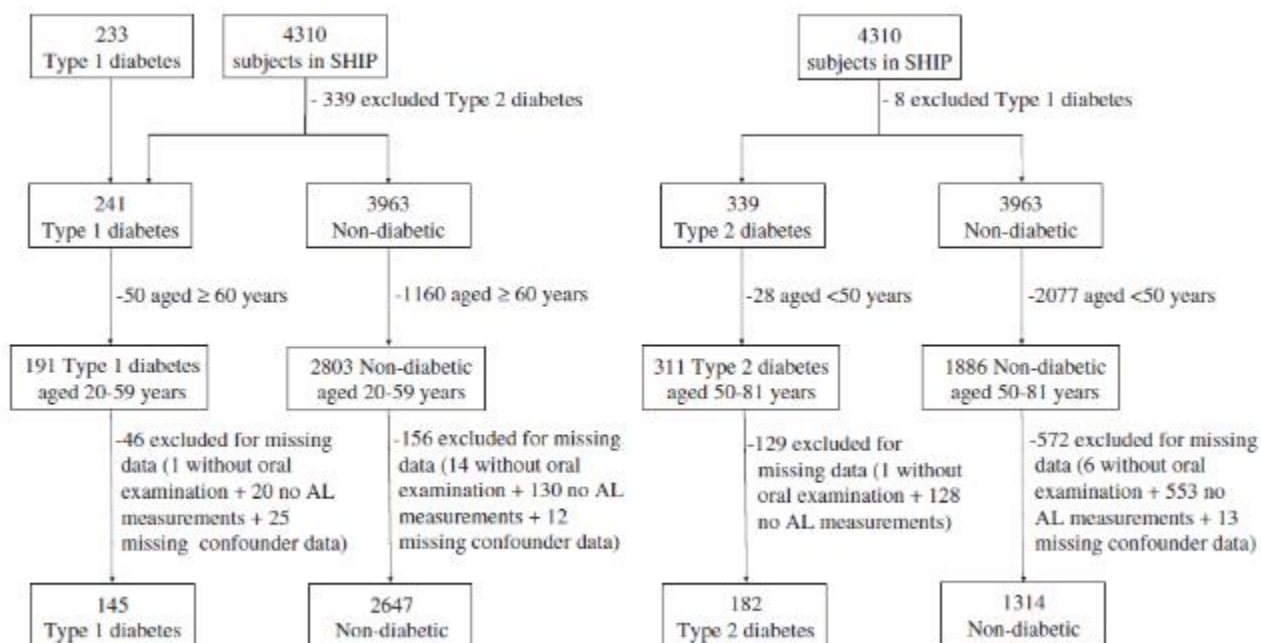 233
Type 1 diabetes
4310
subjects in SHIP
4310
subjects in SHIP
- 339 excluded Type 2 diabetes
- 8 excluded Type 1 diabetes
241
Type 1 diabetes
3963
Non-diabetic
339
Type 2 diabetes
3963
Non-diabetic
-50 aged ≥ 60 years
-1160 aged ≥ 60 years
-28 aged <50 years
-2077 aged <50 years
191 Type 1 diabetes
aged 20-59 years
2803 Non-diabetic
aged 20-59 years
311 Type 2 diabetes
aged 50-81 years
1886 Non-diabetic
aged 50-81 years
-46 excluded for missing
data (1 without oral
examination + 20 no AL
measurements + 25
missing confounder data)
-156 excluded for missing
data (14 without oral
examination + 130 no AL
measurements + 12
missing confounder data)
-129 excluded for
missing data (1 without
oral examination + 128
no AL measurements)
-572 excluded for missing
data (6 without oral
examination + 553 no
AL measurements + 13
missing confounder data)
145
Type 1 diabetes
2647
Non-diabetic
182
Type 2 diabetes
1314
Non-diabetic